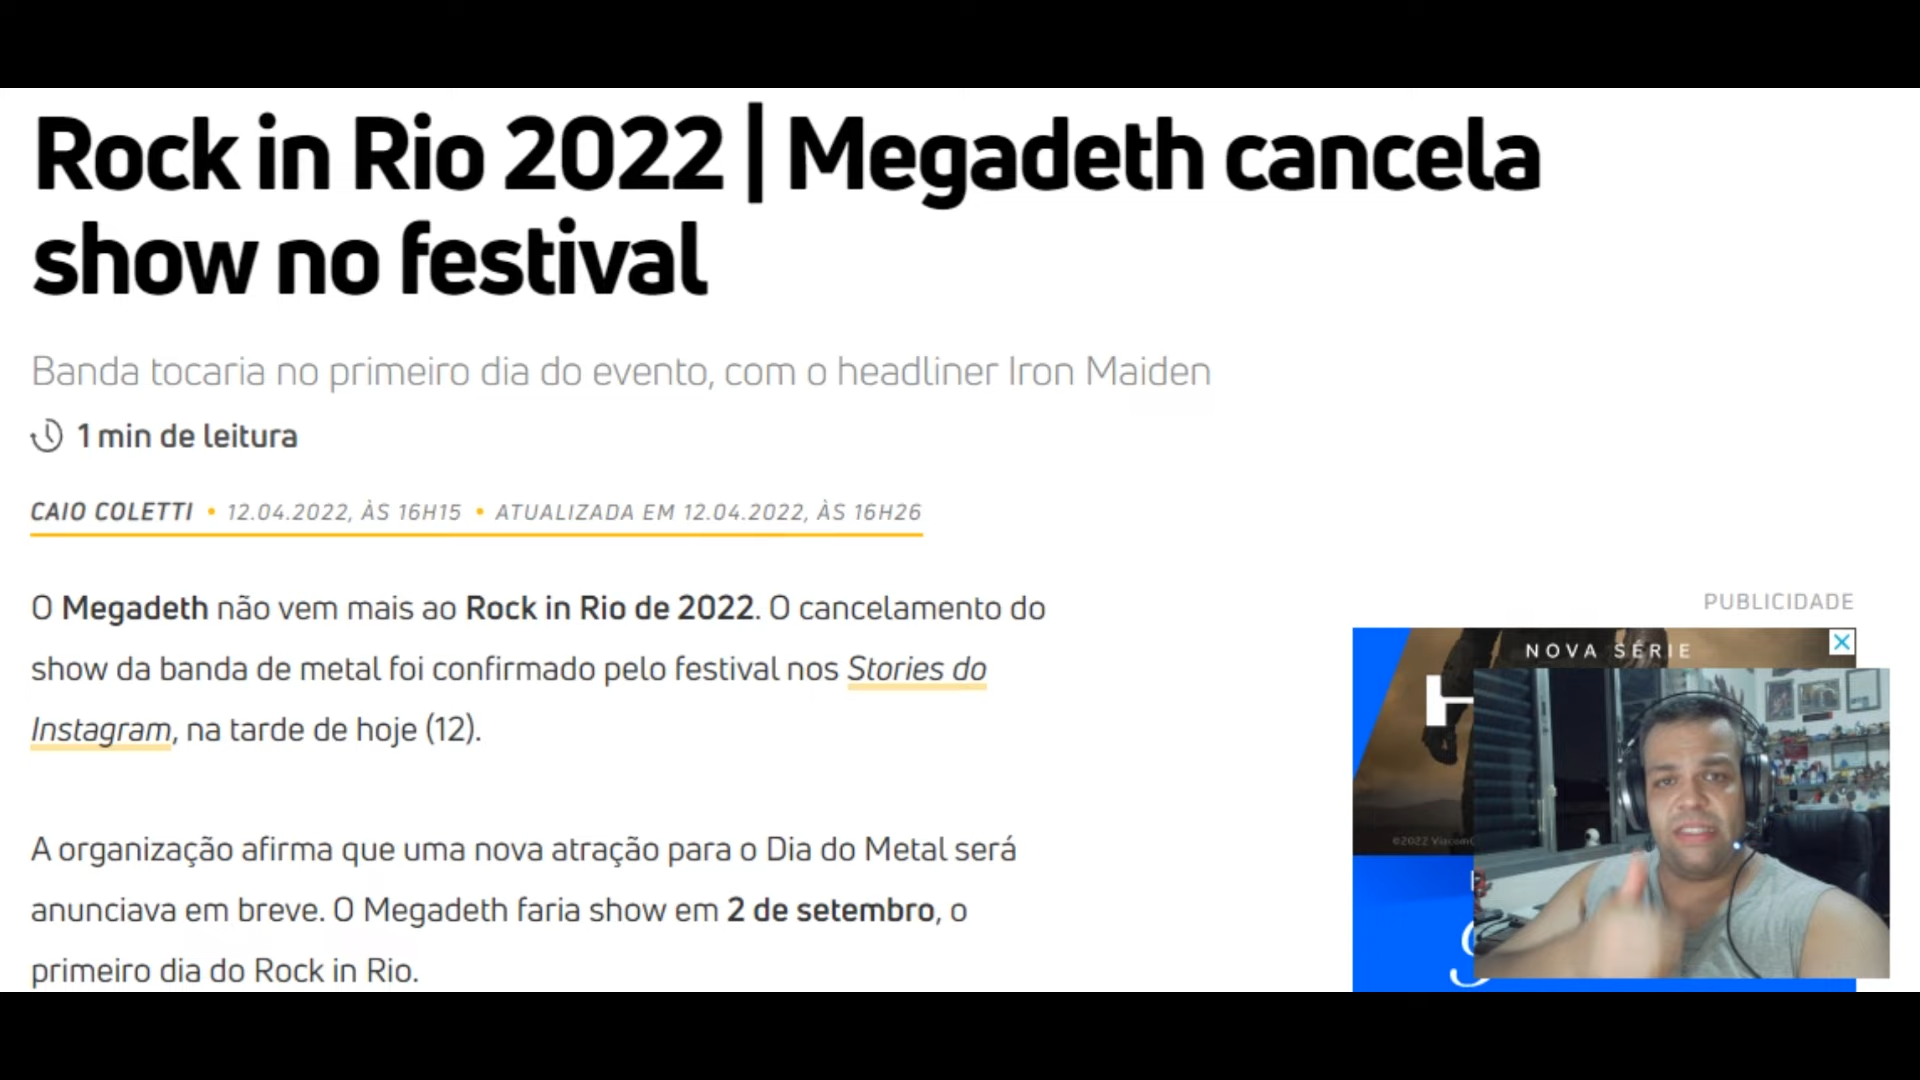 Rock in Rio 2022 | Megadeth cancela
show no festival
Banda tocaria no primeiro dia do evento, com o headliner Iron Maiden
1 min de leitura
CAIO COLETTI • 12.04.2022, ÀS 16H15 • ATUALIZADA EM 12.04.2022, ÀS 16H26
O Megadeth não vem mais ao Rock in Rio de 2022. O cancelamento do
show da banda de metal foi confirmado pelo festival nos Stories do
Instagram, na tarde de hoje (12).
A organização afirma que uma nova atração para o Dia do Metal será
anunciava em breve. O Megadeth faria show em 2 de setembro, o
primeiro dia do Rock in Rio.
PUBLICIDADE
NOVA SÉRIE
H